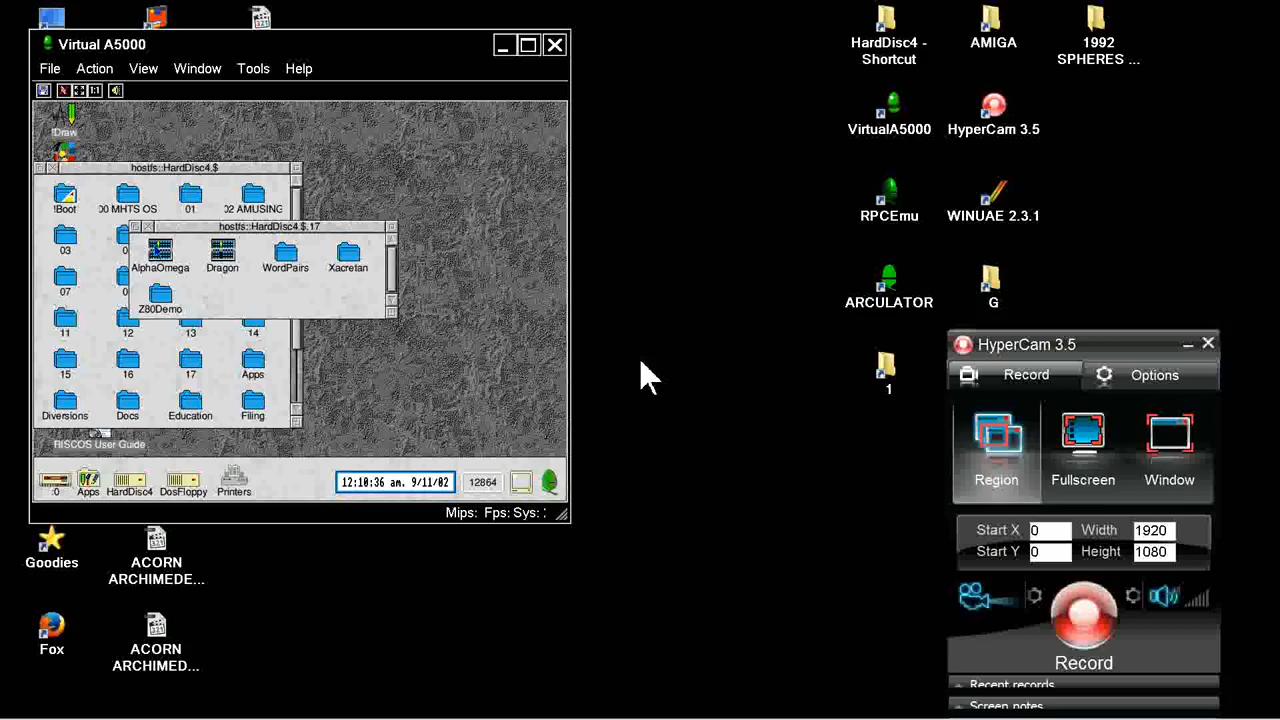 Virtual A5000
File Action View Window Tools Help
1:1
!Draw
hostfs::HardDisc4.$
!Boot
00 MHTS OS
01
02 AMUSING
hostfs::HardDisc4.$.17
AlphaOmega Dragon WordPairs Xacretan
Z80Demo
03
07
11 12 13 14
15 16 17 Apps
Diversions Docs Education Filing
RISCOS User Guide
:0 Apps HardDisc4 DosFloppy Printers
12:10:36 am. 9/11/02
12864
Mips: Fps: Sys:
Goodies
ACORN
ARCHIMEDE...
Fox
ACORN
ARCHIMED...
HardDisc4 -
Shortcut
AMIGA
1992
SPHERES ...
VirtualA5000
HyperCam 3.5
RPCEmu
WINUAE 2.3.1
ARCULATOR
G
1
HyperCam 3.5
Record Options
Region Fullscreen Window
Start X 0 Width 1920
Start Y 0 Height 1080
Record
Recent records
Screen notes